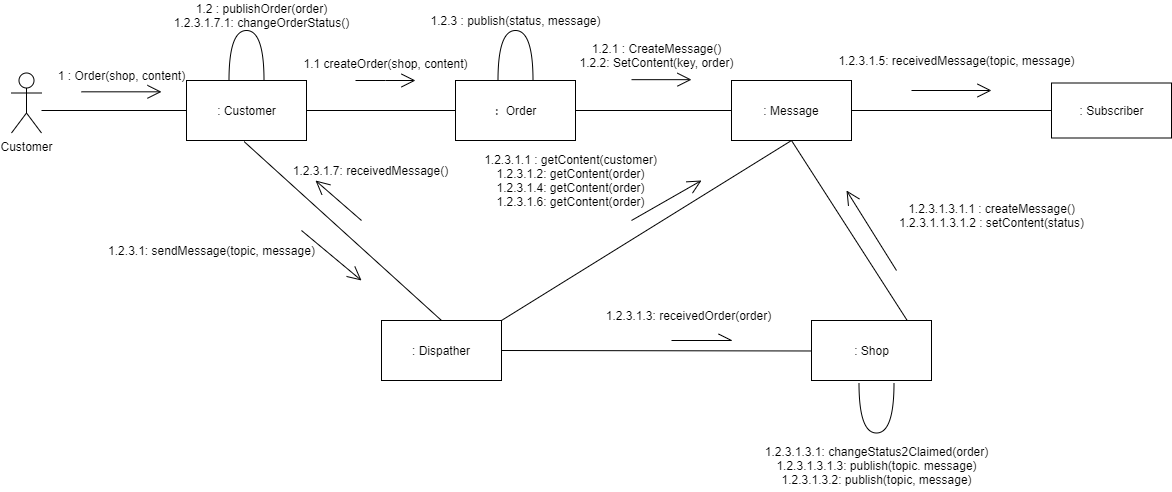 1.2 : publishOrder(order)
1.2.3.1.7.1: changeOrderStatus()
1.2.3 : publish(status, message)
1 : Order(shop, content)
1.1 createOrder(shop, content)
1.2.1 : CreateMessage()
1.2.2: SetContent(key, order)
1.2.3.1.5: receivedMessage(topic, message)
Customer
: Customer
: Order
: Message
: Subscriber
1.2.3.1.7: receivedMessage()
1.2.3.1.1 : getContent(customer)
1.2.3.1.2: getContent(order)
1.2.3.1.4: getContent(order)
1.2.3.1.6: getContent(order)
1.2.3.1.3.1.1 : createMessage()
1.2.3.1.1.3.1.2 : setContent(status)
1.2.3.1: sendMessage(topic, message)
1.2.3.1.3: receivedOrder(order)
: Dispather
: Shop
1.2.3.1.3.1: changeStatus2Claimed(order)
1.2.3.1.3.1.3: publish(topic. message)
1.2.3.1.3.2: publish(topic, message)